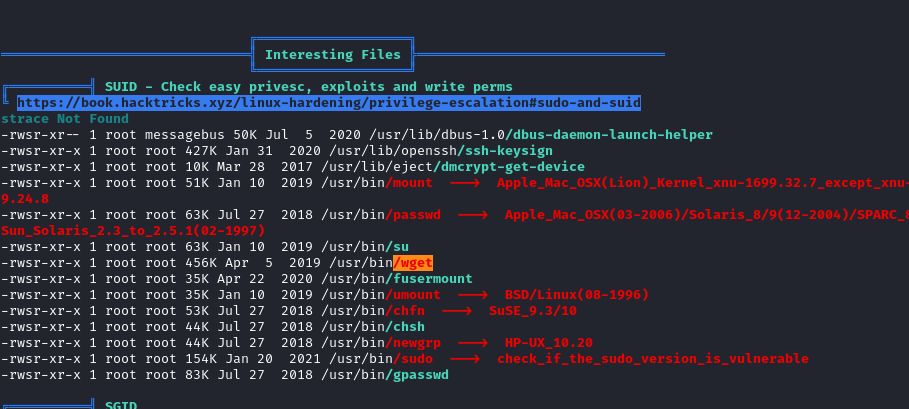 Interesting Files
SUID - Check easy privesc, exploits and write perms
https://book.hacktricks.xyz/linux-hardening/privilege-escalation#sudo-and-suid
strace Not Found
-rwsr-xr-- 1 root messagebus 50K Jul  5  2020 /usr/lib/dbus-1.0/dbus-daemon-launch-helper
-rwsr-xr-x 1 root root 427K Jan 31  2020 /usr/lib/openssh/ssh-keysign
-rwsr-xr-x 1 root root 10K Mar 28  2017 /usr/lib/eject/dmcrypt-get-device
-rwsr-xr-x 1 root root 51K Jan 10  2019 /usr/bin/mount  --->  Apple_Mac_OSX(Lion)_Kernel_xnu-1699.32.7_except_xnu-
9.24.8
-rwsr-xr-x 1 root root 63K Jul 27  2018 /usr/bin/passwd  --->  Apple_Mac_OSX(03-2006)/Solaris_8/9(12-2004)/SPARC_8
Sun_Solaris_2.3_to_2.5.1(02-1997)
-rwsr-xr-x 1 root root 63K Jan 10  2019 /usr/bin/su
-rwsr-xr-x 1 root root 456K Apr  5  2019 /usr/bin/wget
-rwsr-xr-x 1 root root 35K Apr 22  2020 /usr/bin/fusermount
-rwsr-xr-x 1 root root 35K Jan 10  2019 /usr/bin/umount  --->  BSD/Linux(08-1996)
-rwsr-xr-x 1 root root 53K Jul 27  2018 /usr/bin/chfn  --->  SuSE_9.3/10
-rwsr-xr-x 1 root root 44K Jul 27  2018 /usr/bin/chsh
-rwsr-xr-x 1 root root 44K Jul 27  2018 /usr/bin/newgrp  --->  HP-UX_10.20
-rwsr-xr-x 1 root root 154K Jan 20  2021 /usr/bin/sudo  --->  check_if_the_sudo_version_is_vulnerable
-rwsr-xr-x 1 root root 83K Jul 27  2018 /usr/bin/gpasswd
SGID